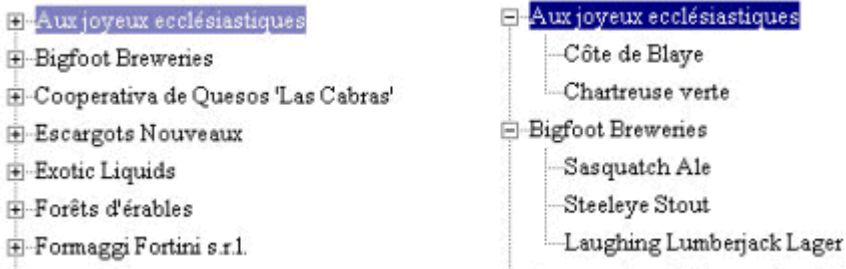 Aux joyeux ecclésiastiques
Bigfoot Breweries
Cooperativa de Quesos 'Las Cabras'
Escargots Nouveaux
Exotic Liquids
Forêts d'érables
Formaggi Fortini s.r.l.
Aux joyeux ecclésiastiques
Côte de Blaye
Chartreuse verte
Bigfoot Breweries
Sasquatch Ale
Steeleye Stout
Laughing Lumberjack Lager